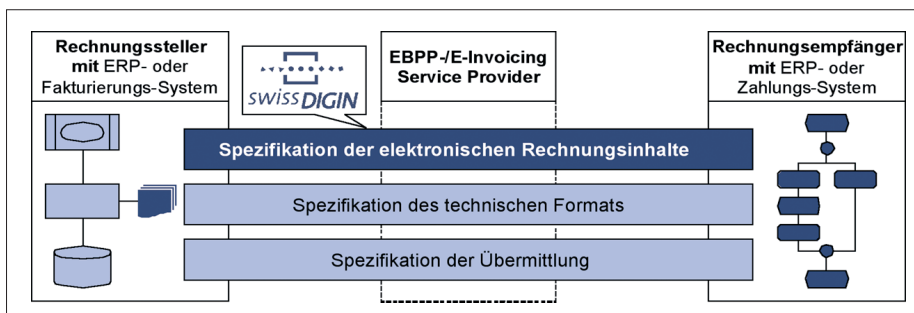 Rechnungssteller
mit ERP- oder
Fakturierungs-System
swissDIGIN
EBPP-/E-Invoicing
Service Provider
Rechnungsempfänger
mit ERP- oder
Zahlungs-System
Spezifikation der elektronischen Rechnungsinhalte
Spezifikation des technischen Formats
Spezifikation der Übermittlung